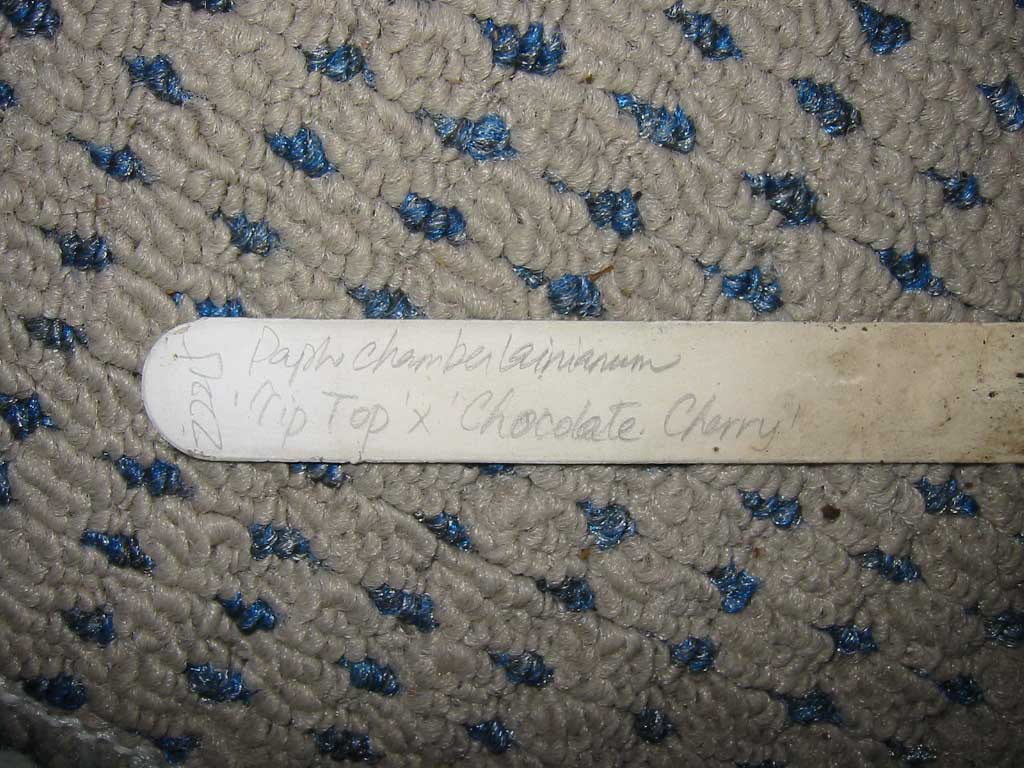 Paph chamberlainianum
'Tip Top' x 'Chocolate Cherry'